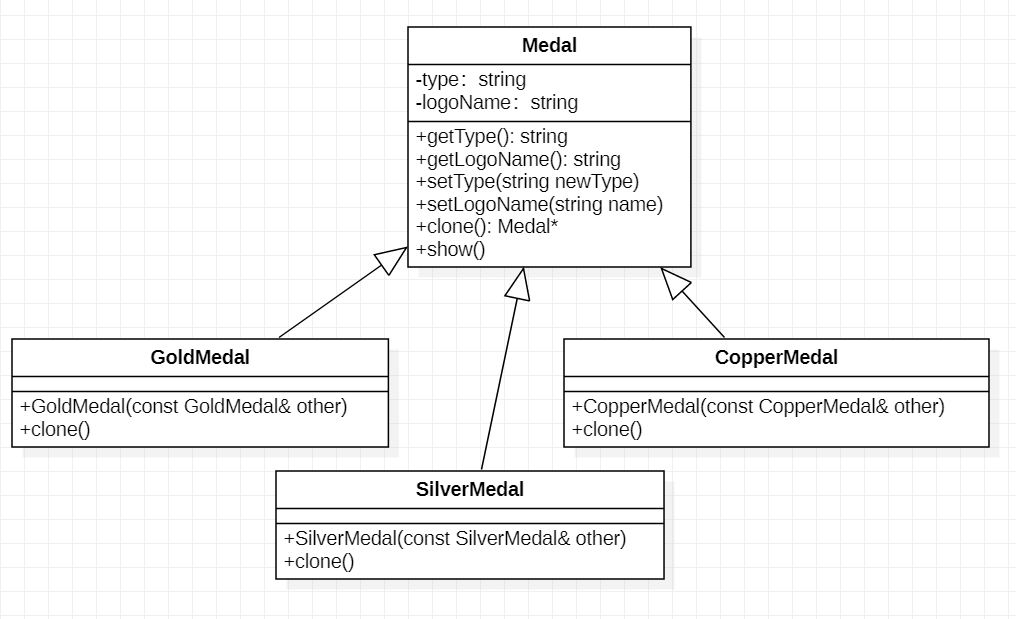 Medal
-type： string
-logoName： string
+getType(): string
+getLogoName(): string
+setType(string newType)
+setLogoName(string name)
+clone(): Medal*
+show()
GoldMedal
+GoldMedal(const GoldMedal& other)
+clone()
CopperMedal
+CopperMedal(const CopperMedal& other)
+clone()
SilverMedal
+SilverMedal(const SilverMedal& other)
+clone()